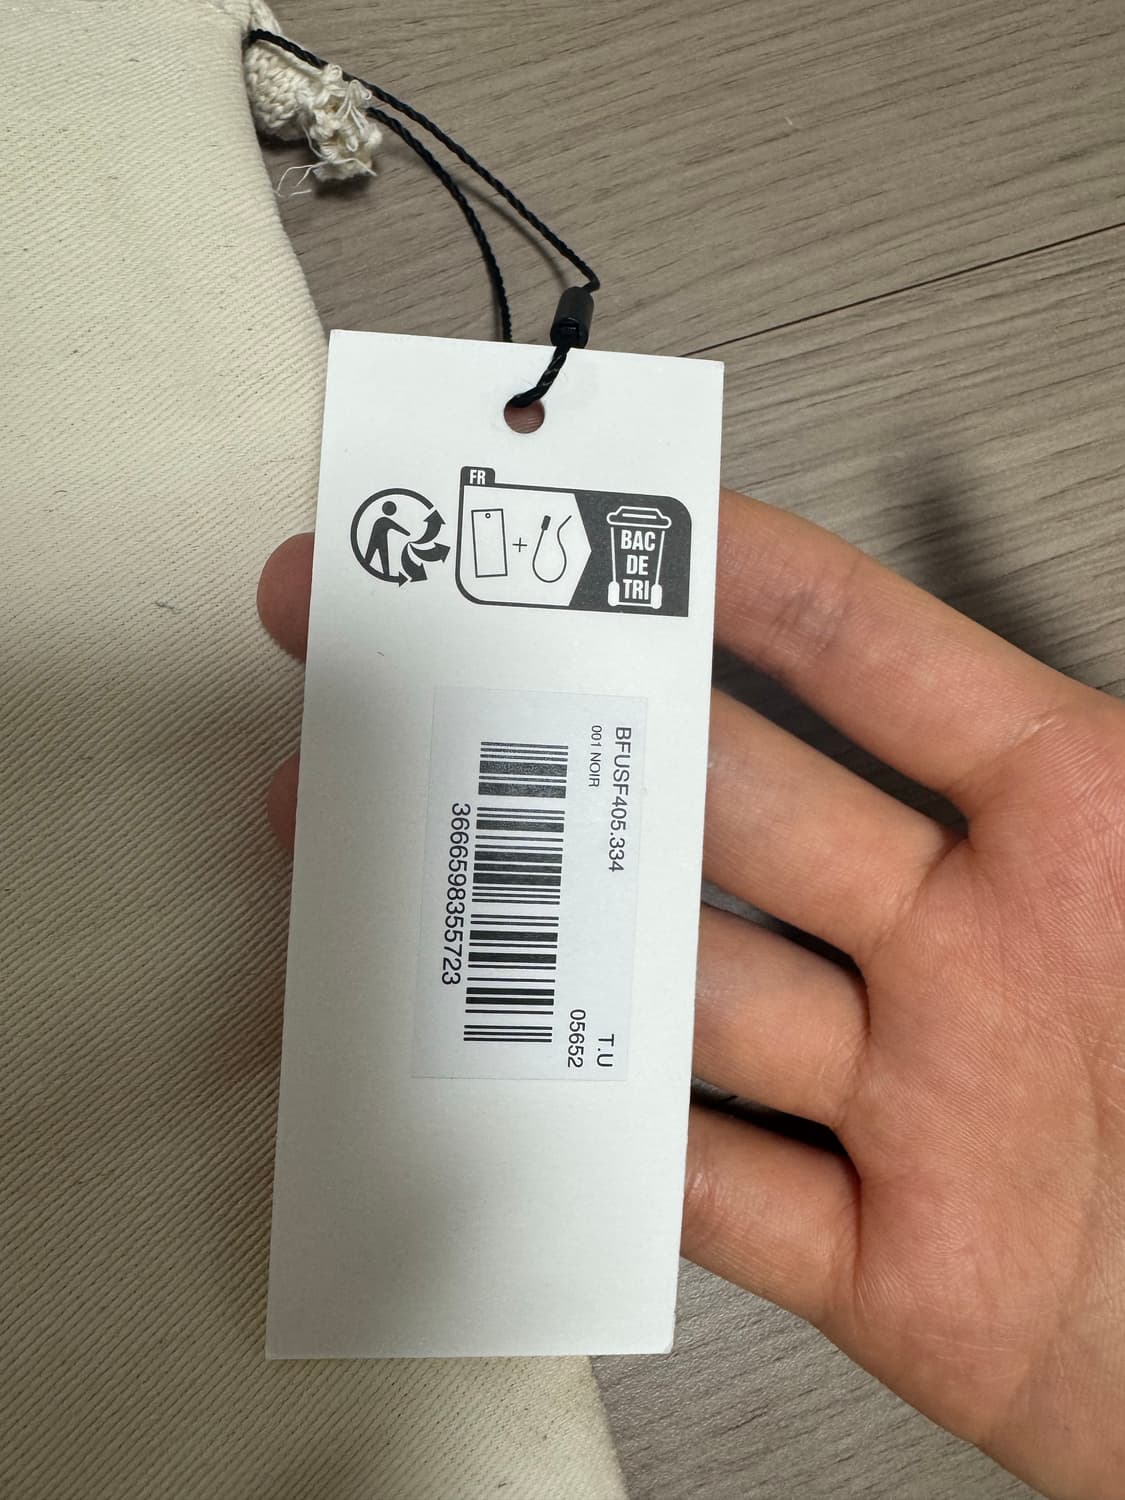 FR
+
BAC
DE
TRI
BFUSF405.334
001 NOIR
T.U
05652
3666598355723